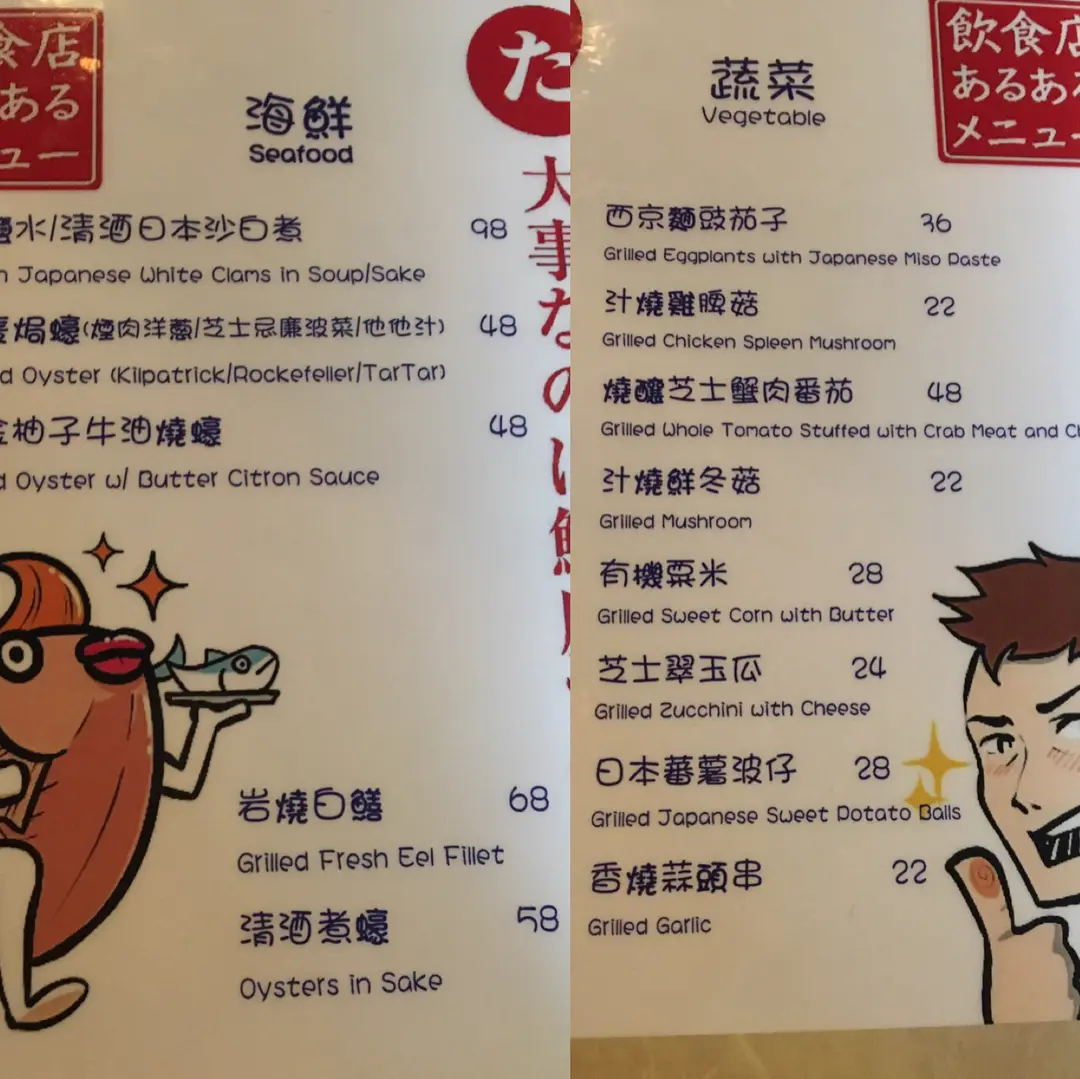 食店
ある
ュー
た
大事なのは鮮
海鮮
Seafood
水/清酒日本沙白煮 98
Japanese White Clams in Soup/Sake
焗蠔(煙肉洋蔥/芝士忌廉波菜/他他汁) 48
Oyster (Kilpatrick/Rockefeller/TarTar)
柚子牛油燒蠔 48
Oyster w/ Butter Citron Sauce
岩燒白鱔 68
Grilled Fresh Eel Fillet
清酒煮蠔 58
Oysters in Sake
飲食店
あるある
メニュー
蔬菜
Vegetable
西京麵豉茄子 36
Grilled Eggplants with Japanese Miso Paste
汁燒雞脾菇 22
Grilled Chicken Spleen Mushroom
燒釀芝士蟹肉番茄 48
Grilled Whole Tomato Stuffed with Crab Meat and Ch
汁燒鮮冬菇 22
Grilled Mushroom
有機粟米 28
Grilled Sweet Corn with Butter
芝士翠玉瓜 24
Grilled Zucchini with Cheese
日本蕃薯波仔 28
Grilled Japanese Sweet Potato Balls
香燒蒜頭串 22
Grilled Garlic